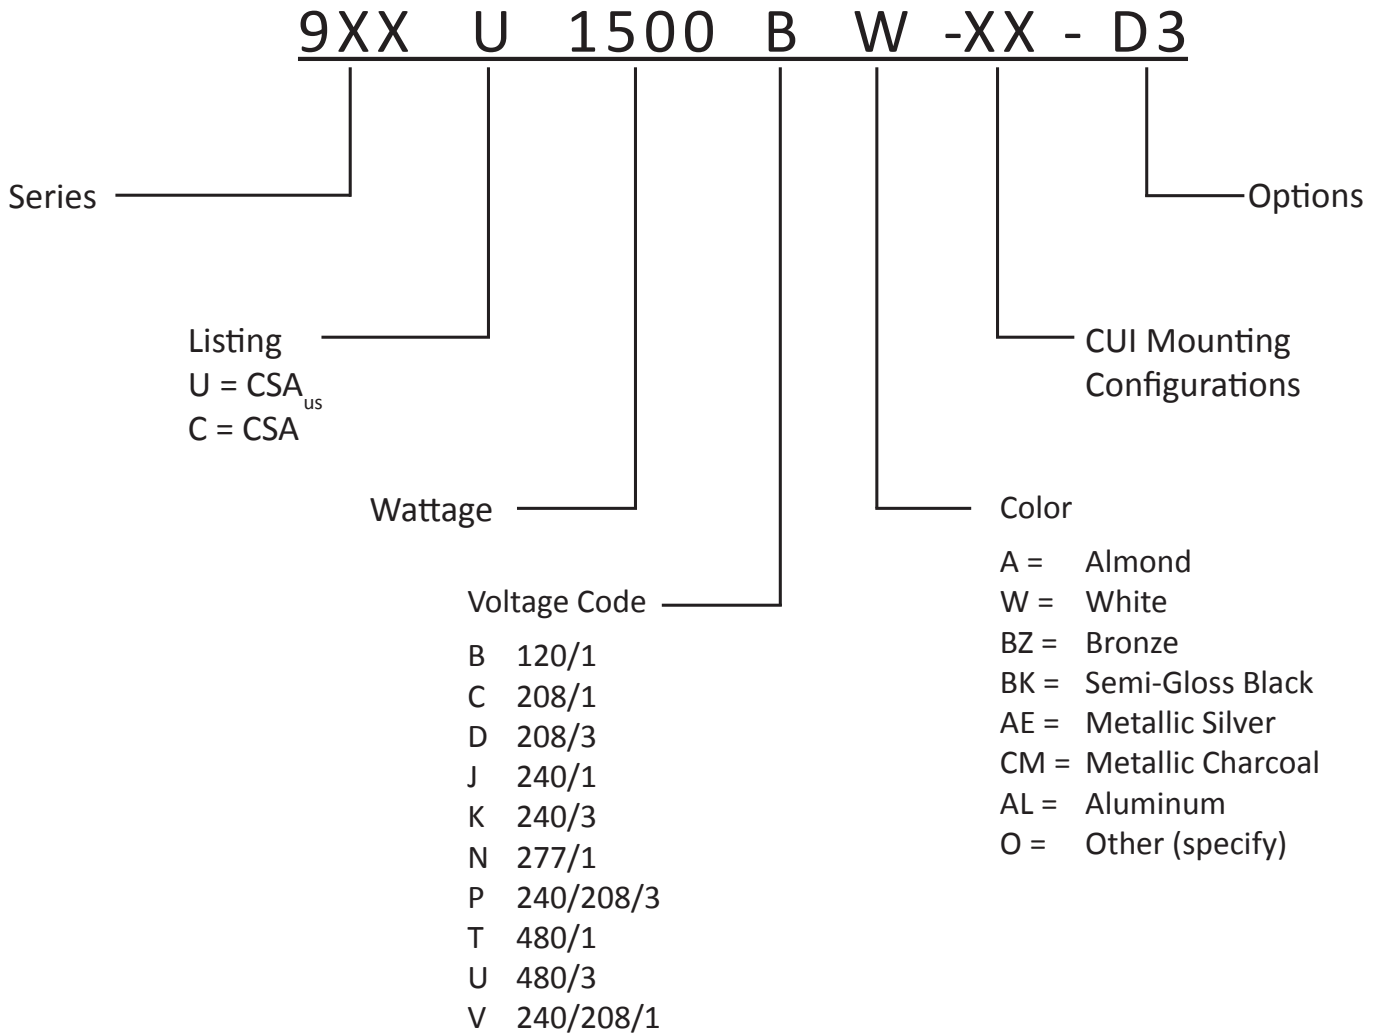 9XX U 1500 B W -XX - D3
Series
Options
Listing
U = CSAus
C = CSA
CUI Mounting
Configurations
Wattage
Color
A = Almond
W = White
BZ = Bronze
BK = Semi-Gloss Black
AE = Metallic Silver
CM = Metallic Charcoal
AL = Aluminum
O = Other (specify)
Voltage Code
B 120/1
C 208/1
D 208/3
J 240/1
K 240/3
N 277/1
P 240/208/3
T 480/1
U 480/3
V 240/208/1